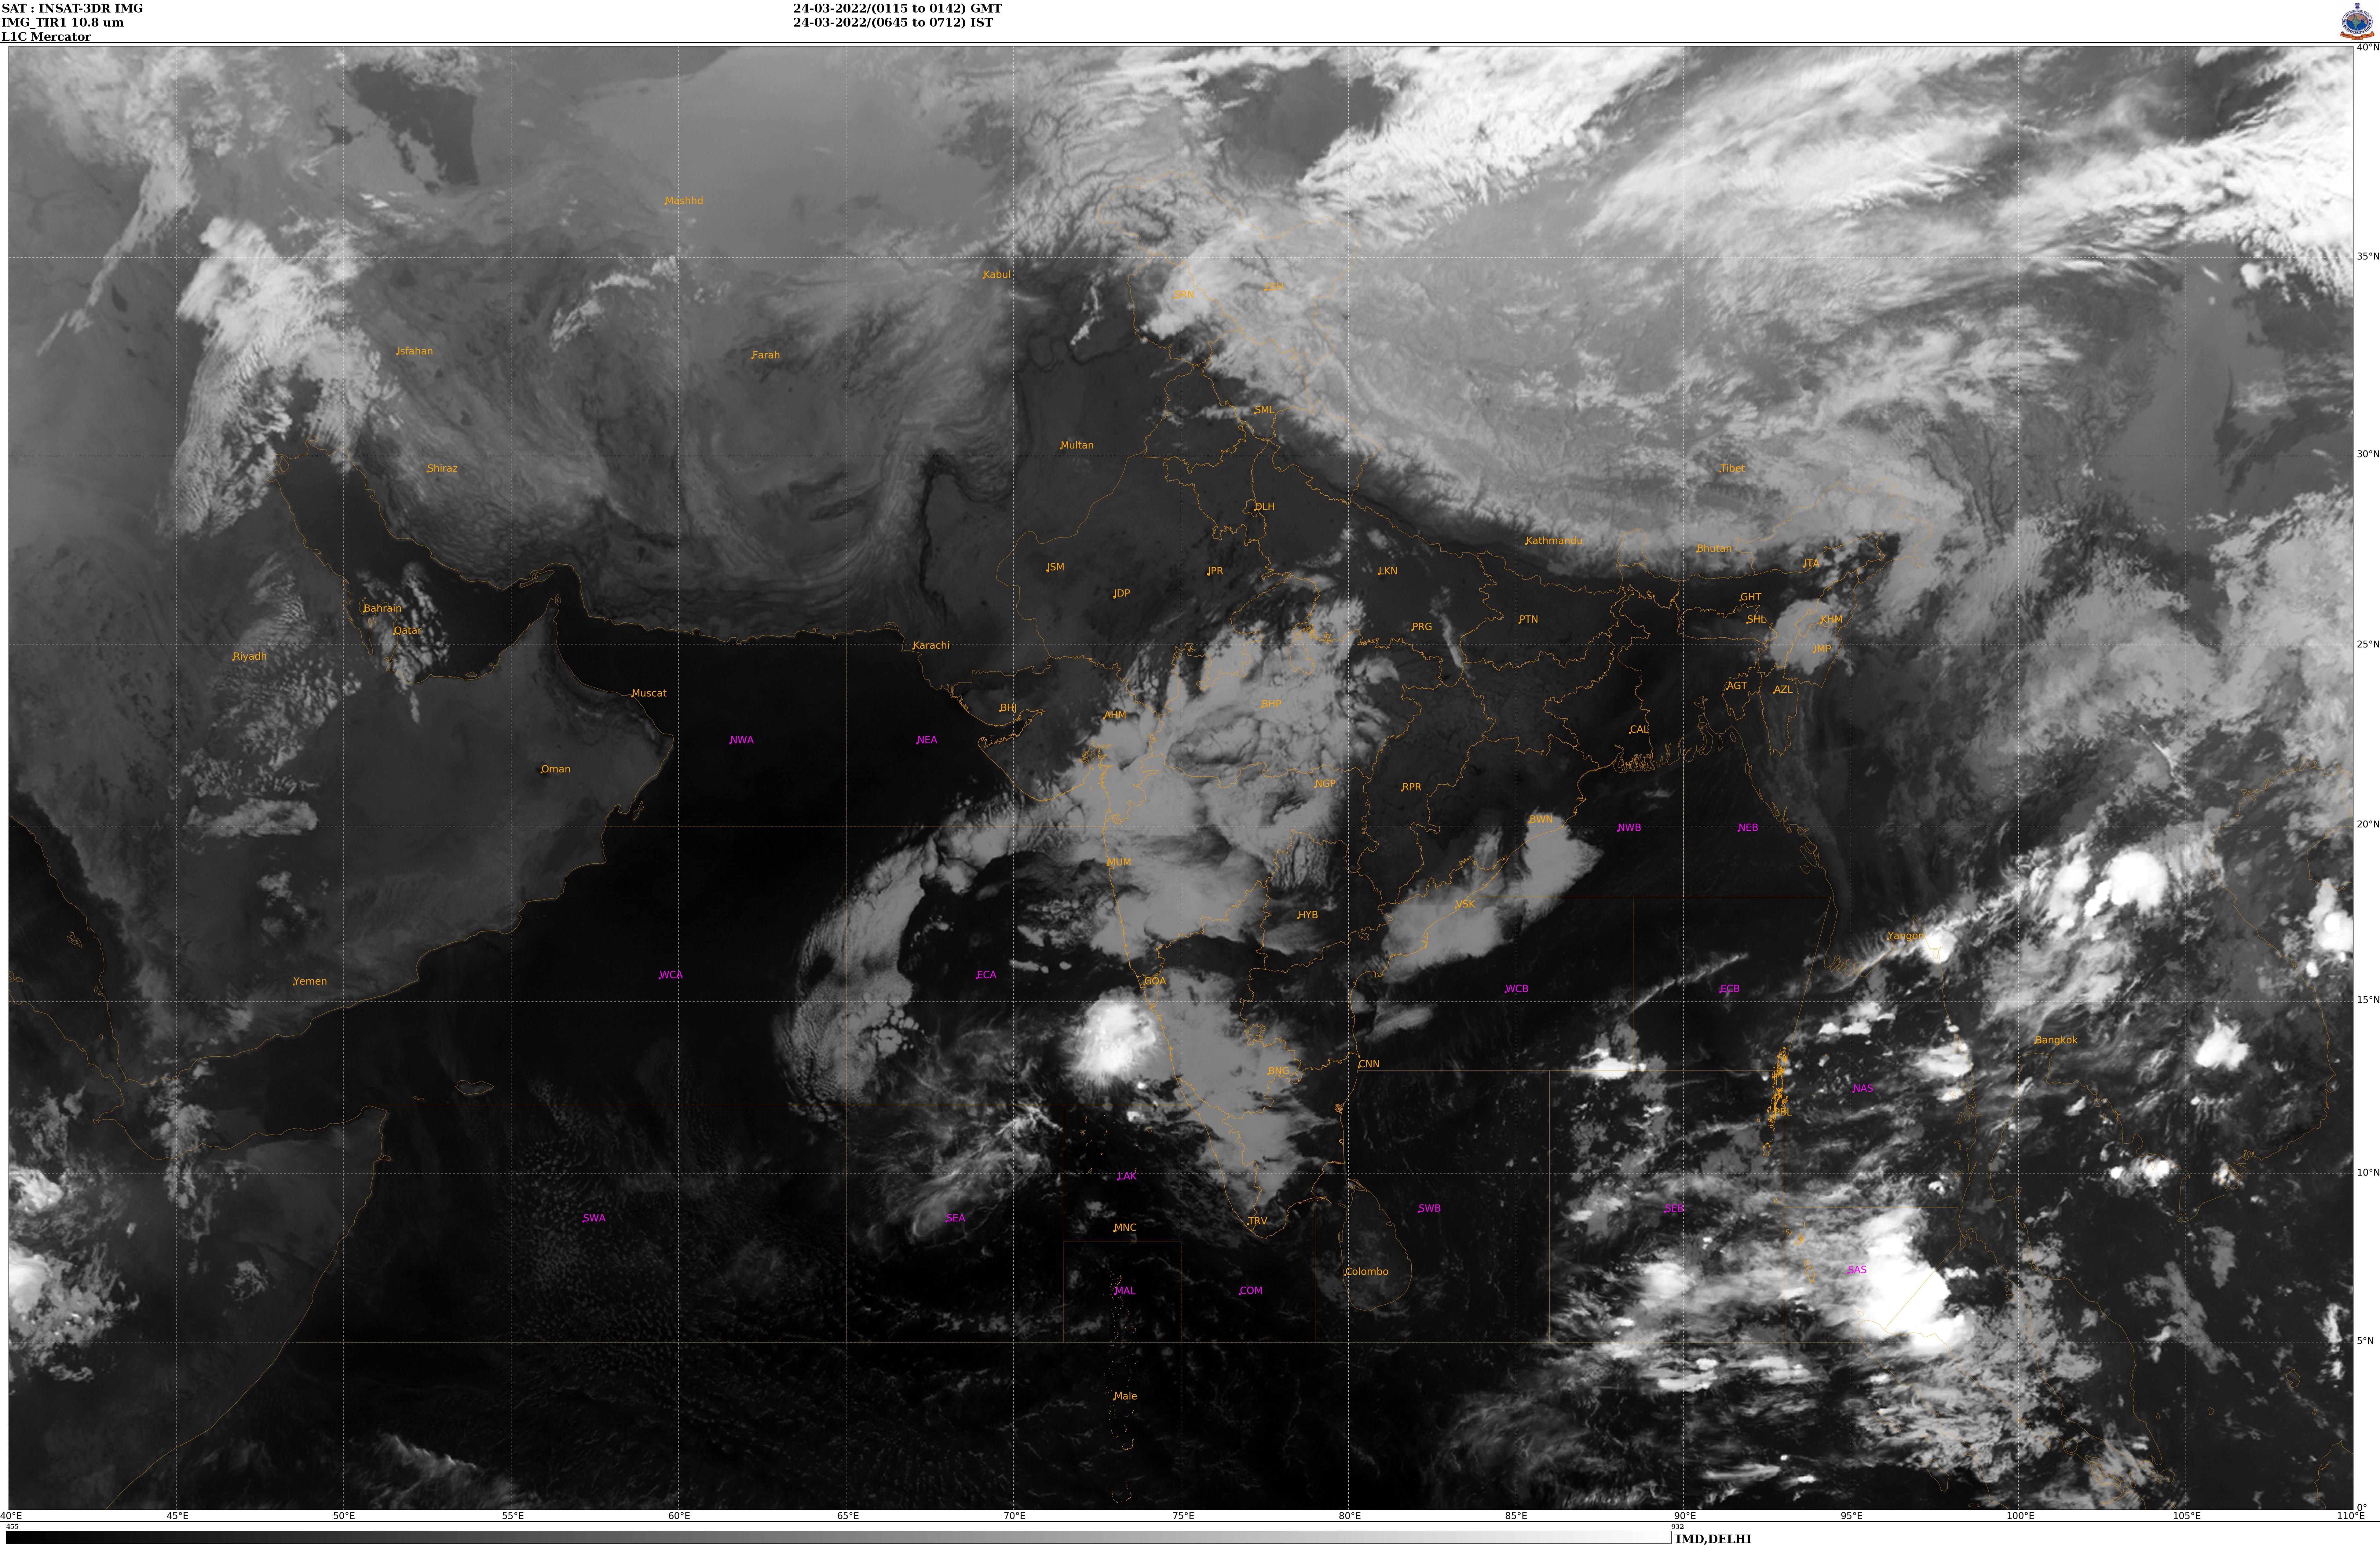 SAT : INSAT-3DR IMG
IMG_TIR1 10.8 um
L1C Mercator
24-03-2022/(0115 to 0142) GMT
24-03-2022/(0645 to 0712) IST
40°N
Mashhd
35°N
Kabul
SRN
LEH
Isfahan
Farah
SML
Multan
30°N
Shiraz
Tibet
DLH
Kathmandu
Bhutan
JSM
JPR
LKN
ITA
JDP
GHT
Bahrain
Qatar
PRG
PTN
SHL
KHM
25°N
Karachi
Riyadh
JMP
Muscat
AGT
AZL
BHJ
AHM
BHP
CAL
NWA
NEA
Oman
NGP
RPR
20°N
BWN
NWB
NEB
MUM
VSK
HYB
Yangon
WCA
ECA
Yemen
GOA
WCB
ECB
15°N
Bangkok
CNN
BNG
NAS
PBL
10°N
LAK
SWA
SEA
TRV
MNC
SWB
SEB
Colombo
SAS
MAL
COM
5°N
Male
0°
40°E
45°E
50°E
55°E
60°E
65°E
70°E
75°E
80°E
85°E
90°E
95°E
100°E
105°E
110°E
455
932
IMD,DELHI